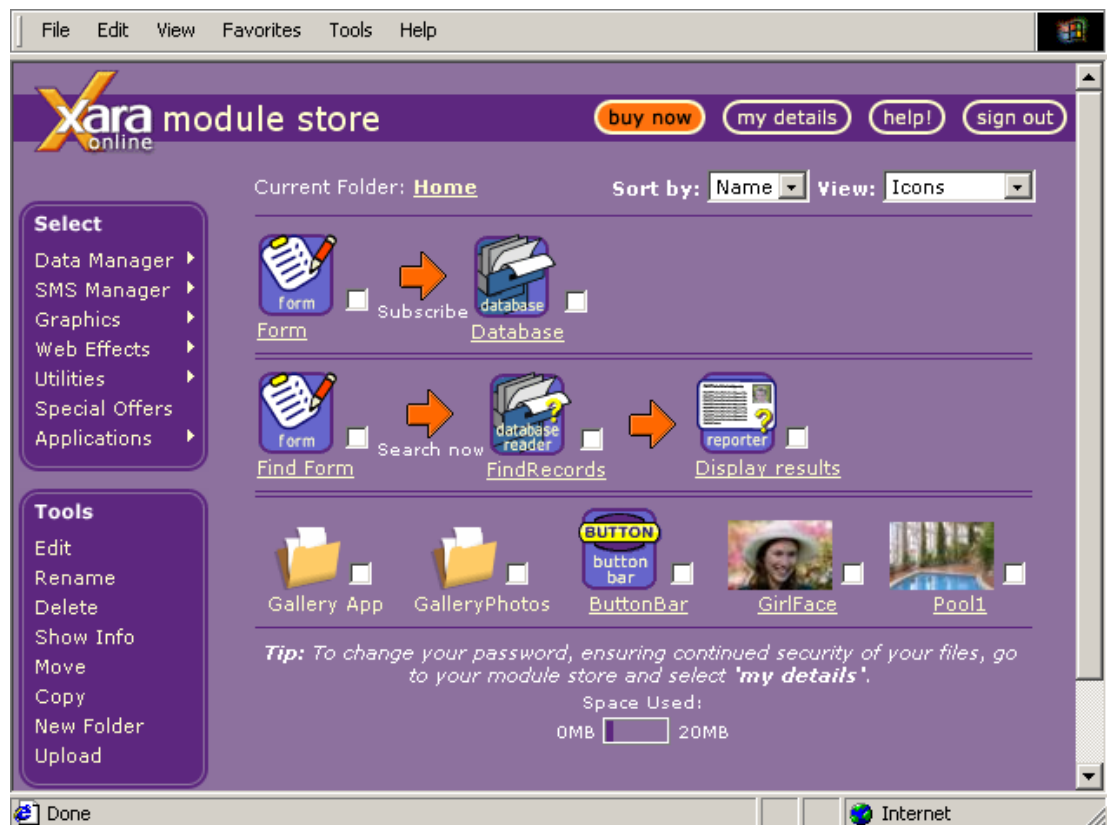 File Edit View Favorites Tools Help
Xara online module store
buy now my details help! sign out
Current Folder: Home Sort by: Name View: Icons
Select
Data Manager
SMS Manager
Graphics
Web Effects
Utilities
Special Offers
Applications
Tools
Edit
Rename
Delete
Show Info
Move
Copy
New Folder
Upload
form
Subscribe
database
Form Database
form
Search now
database
reader
reporter
Find Form FindRecords Display results
BUTTON
button
bar
Gallery App GalleryPhotos ButtonBar GirlFace Pool1
Tip: To change your password, ensuring continued security of your files, go
to your module store and select 'my details'.
Space Used:
0MB 20MB
Done Internet